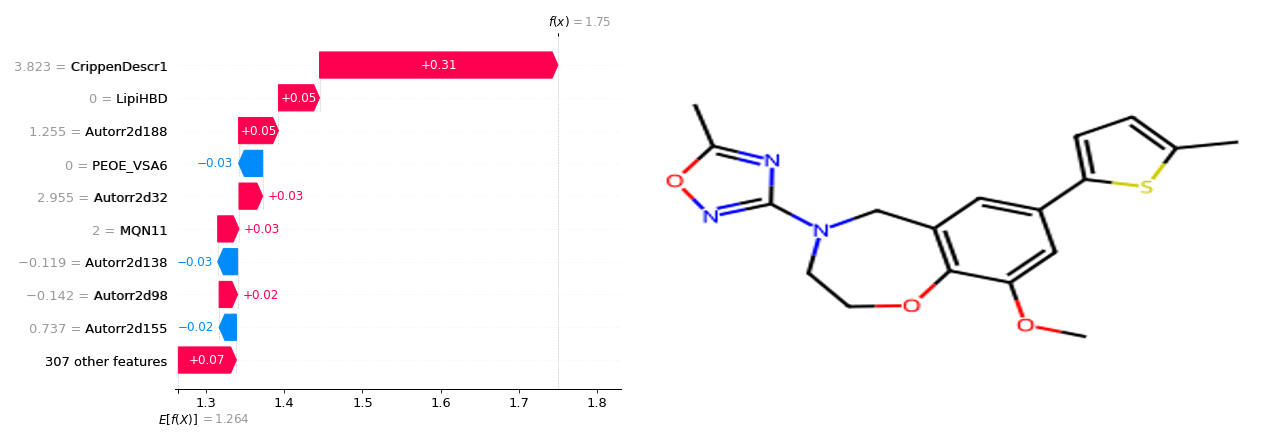 f(x) = 1.75
3.823 = CrippenDescr1 +0.31
0 = LipiHBD +0.05
1.255 = Autorr2d188 +0.05
0 = PEOE_VSA6 −0.03
2.955 = Autorr2d32 +0.03
2 = MQN11 +0.03
−0.119 = Autorr2d138 −0.03
−0.142 = Autorr2d98 +0.02
0.737 = Autorr2d155 −0.02
307 other features +0.07
1.3 1.4 1.5 1.6 1.7 1.8
E[f(X)] = 1.264
N
O
N
N
O
O
S